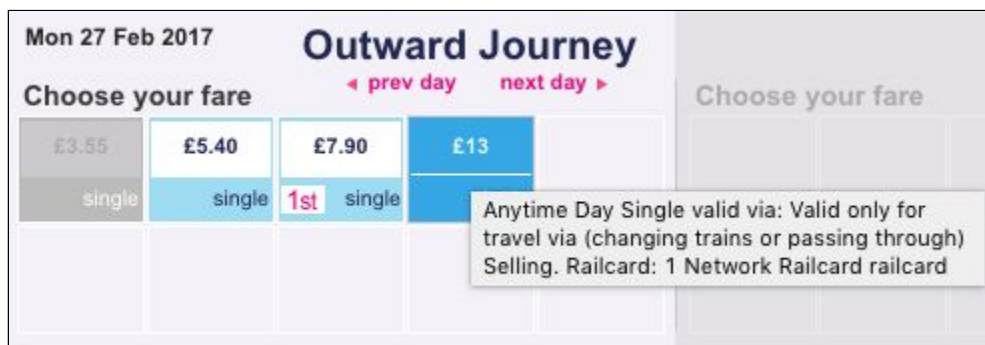 Mon 27 Feb 2017
Outward Journey
◂ prev day next day ▸
Choose your fare
Choose your fare
£3.55 £5.40 £7.90 £13
single single 1st single
Anytime Day Single valid via: Valid only for
travel via (changing trains or passing through)
Selling. Railcard: 1 Network Railcard railcard